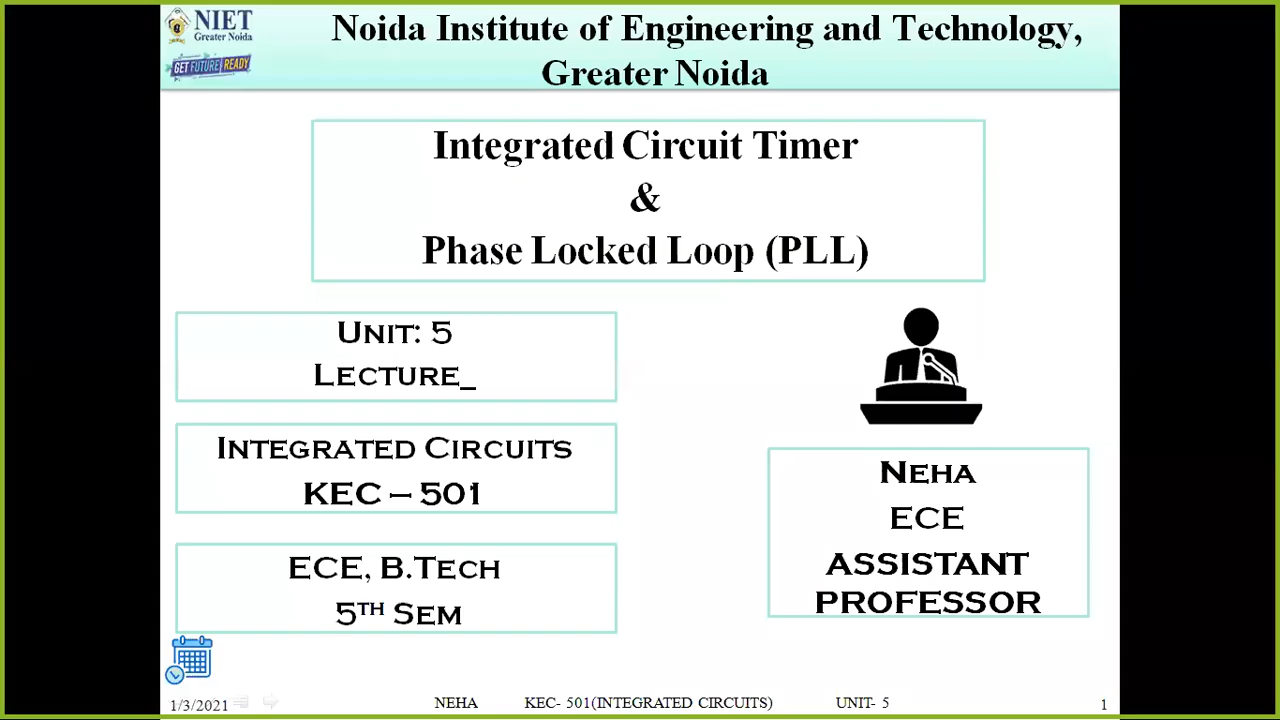 NIET
Greater Noida
GET FUTURE READY
Noida Institute of Engineering and Technology,
Greater Noida
Integrated Circuit Timer
&
Phase Locked Loop (PLL)
Unit: 5
Lecture_
Integrated Circuits
KEC – 501
ECE, B.Tech
5TH Sem
Neha
ECE
ASSISTANT
PROFESSOR
1/3/2021
NEHA KEC- 501(INTEGRATED CIRCUITS) UNIT- 5
1